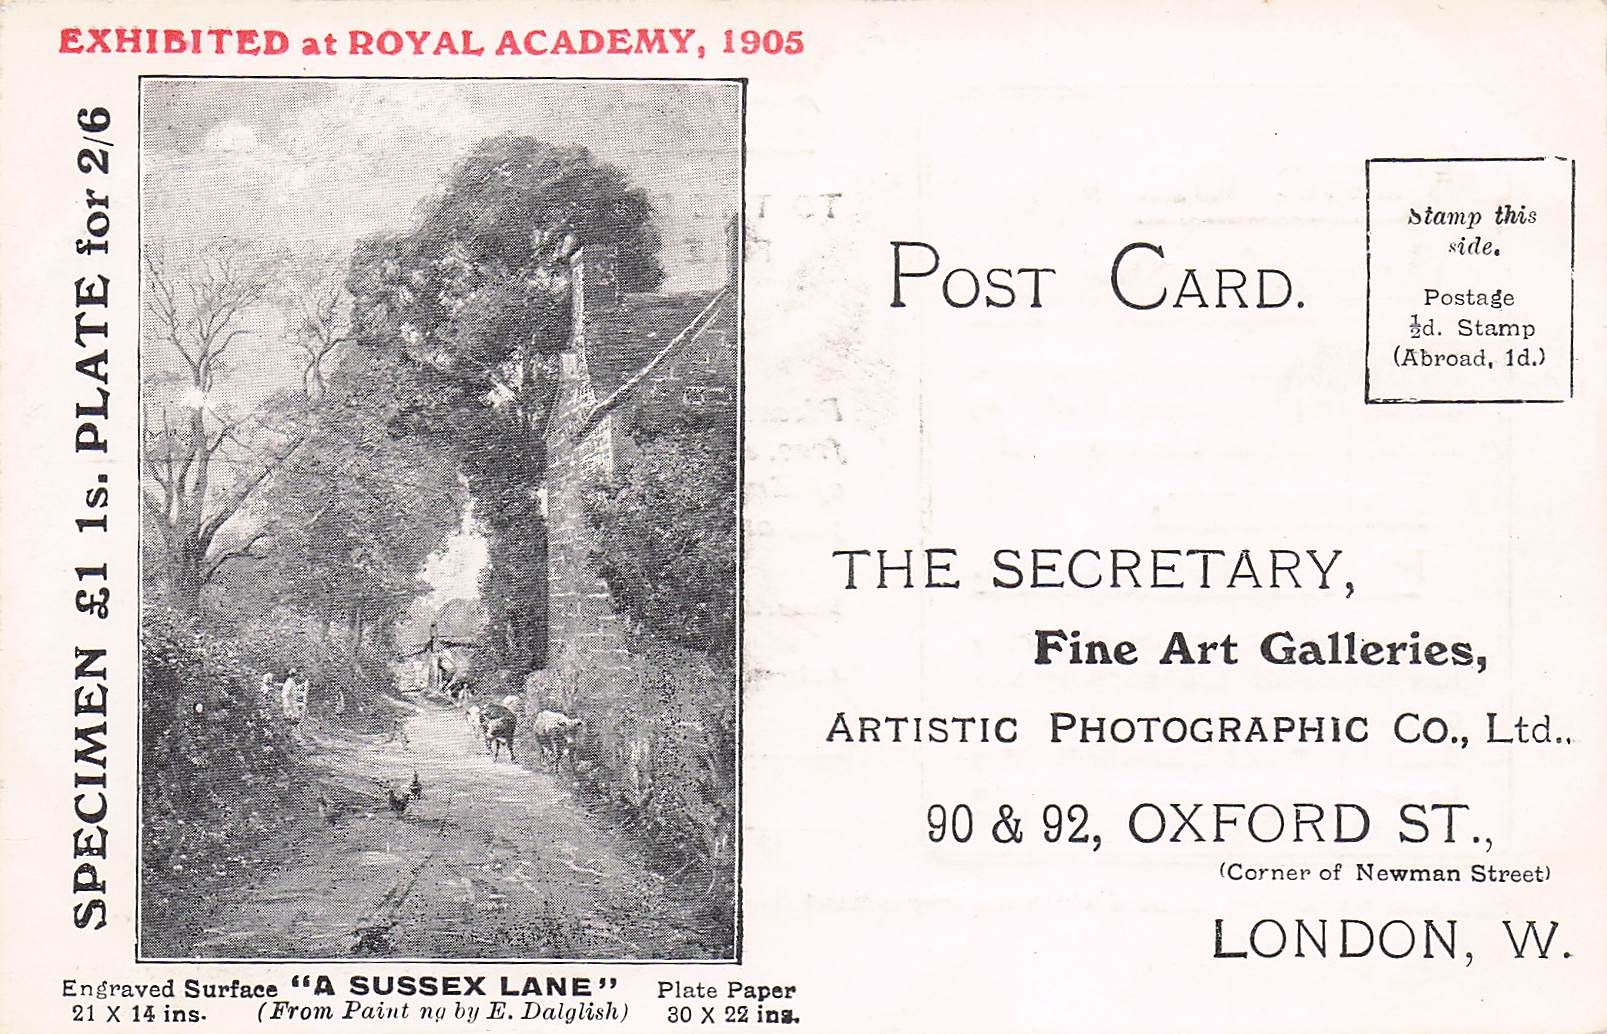 EXHIBITED at ROYAL ACADEMY, 1905
SPECIMEN £1 1s. PLATE for 2/6
Engraved Surface "A SUSSEX LANE" Plate Paper
21 X 14 ins. (From Paint ng by E. Dalglish) 30 X 22 ins.
POST CARD.
Stamp this
side.
Postage
½d. Stamp
(Abroad, 1d.)
THE SECRETARY,
Fine Art Galleries,
ARTISTIC PHOTOGRAPHIC CO., Ltd.,
90 & 92, OXFORD ST.,
(Corner of Newman Street)
LONDON, W.